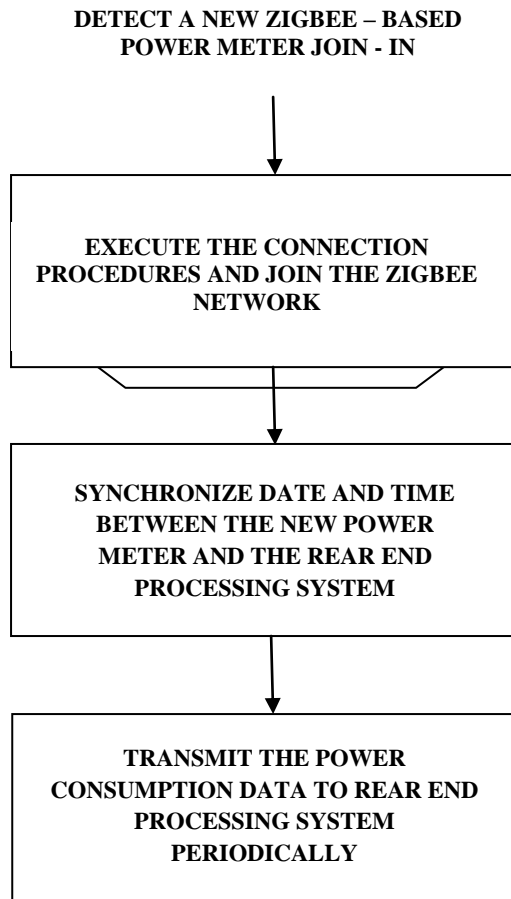 DETECT A NEW ZIGBEE – BASED
POWER METER JOIN - IN
EXECUTE THE CONNECTION
PROCEDURES AND JOIN THE ZIGBEE
NETWORK
SYNCHRONIZE DATE AND TIME
BETWEEN THE NEW POWER
METER AND THE REAR END
PROCESSING SYSTEM
TRANSMIT THE POWER
CONSUMPTION DATA TO REAR END
PROCESSING SYSTEM
PERIODICALLY